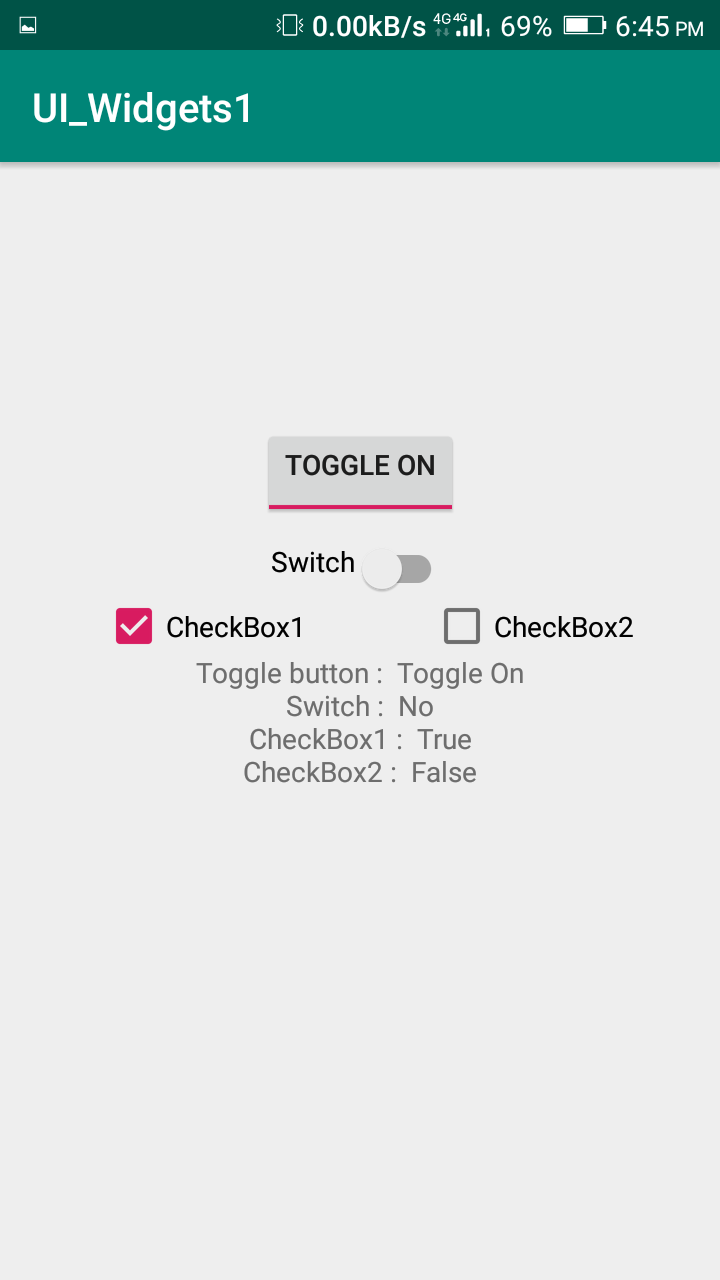 0.00kB/s 4G 4G 1 69% 6:45 PM
UI_Widgets1
TOGGLE ON
Switch
CheckBox1 CheckBox2
Toggle button : Toggle On
Switch : No
CheckBox1 : True
CheckBox2 : False